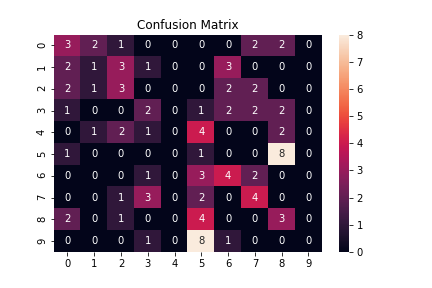 Confusion Matrix
0 3 2 1 0 0 0 0 2 2 0
1 2 1 3 1 0 0 3 0 0 0
2 2 1 3 0 0 0 2 2 0 0
3 1 0 0 2 0 1 2 2 2 0
4 0 1 2 1 0 4 0 0 2 0
5 1 0 0 0 0 1 0 0 8 0
6 0 0 0 1 0 3 4 2 0 0
7 0 0 1 3 0 2 0 4 0 0
8 2 0 1 0 0 4 0 0 3 0
9 0 0 0 1 0 8 1 0 0 0
0 1 2 3 4 5 6 7 8 9
8
7
6
5
4
3
2
1
0